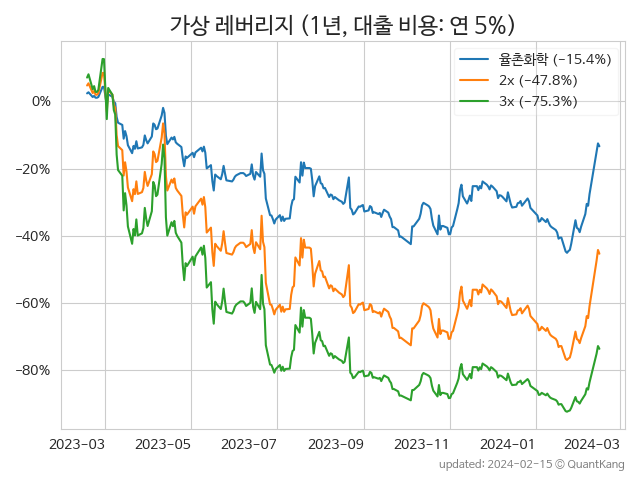 가상 레버리지 (1년, 대출 비용: 연 5%)
율촌화학 (−15.4%)
2x (−47.8%)
3x (−75.3%)
0%
−20%
−40%
−60%
−80%
2023-03 2023-05 2023-07 2023-09 2023-11 2024-01 2024-03
updated: 2024-02-15 © QuantKang